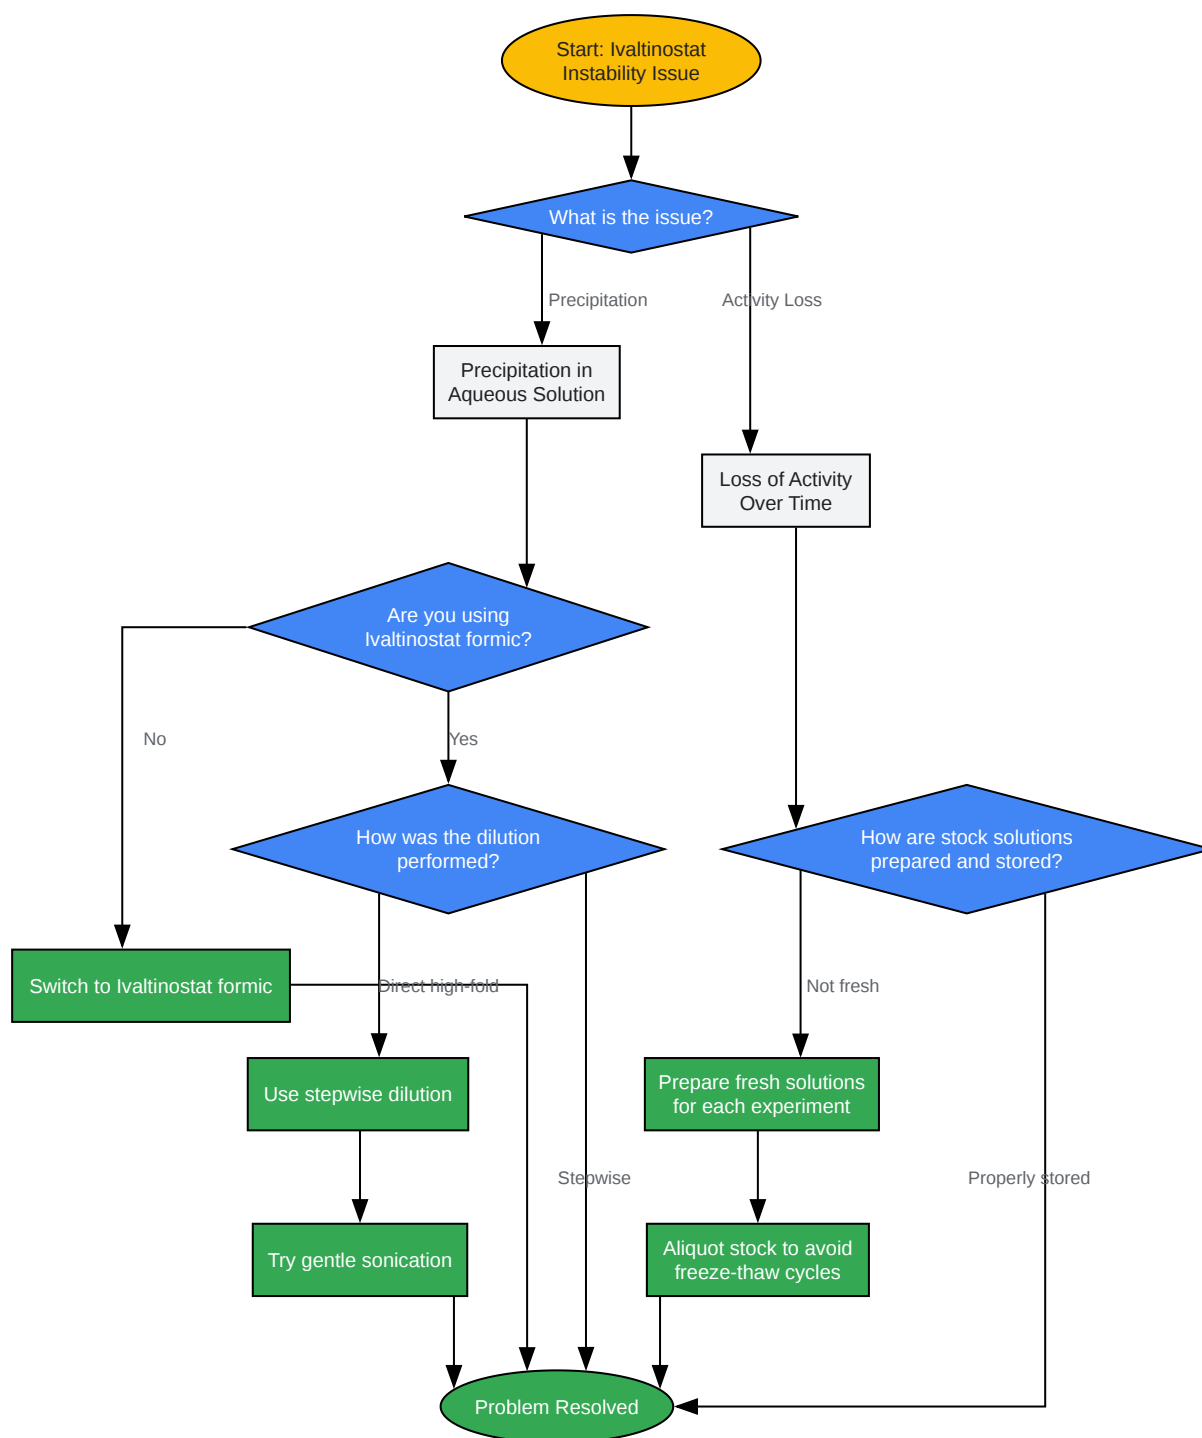 Start: Ivaltinostat
Instability Issue
What is the issue?
Precipitation
Activity Loss
Precipitation in
Aqueous Solution
Loss of Activity
Over Time
Are you using
Ivaltinostat formic?
No
Yes
How was the dilution
performed?
How are stock solutions
prepared and stored?
Switch to Ivaltinostat formic
Direct high-fold
Not fresh
Use stepwise dilution
Prepare fresh solutions
for each experiment
Stepwise
Properly stored
Try gentle sonication
Aliquot stock to avoid
freeze-thaw cycles
Problem Resolved